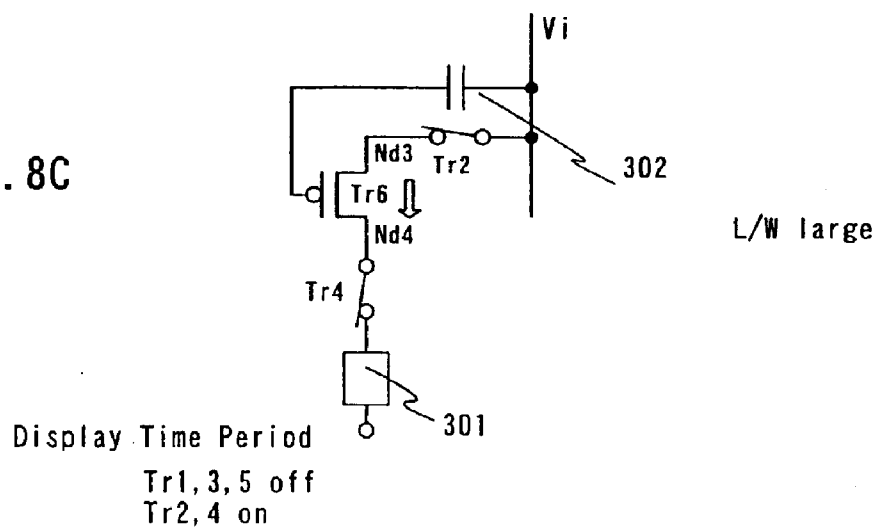 Vi
. 8C
Nd3
Tr2
302
Tr6
L/W large
Nd4
Tr4
301
Display Time Period
Tr1,3,5 off
Tr2,4 on